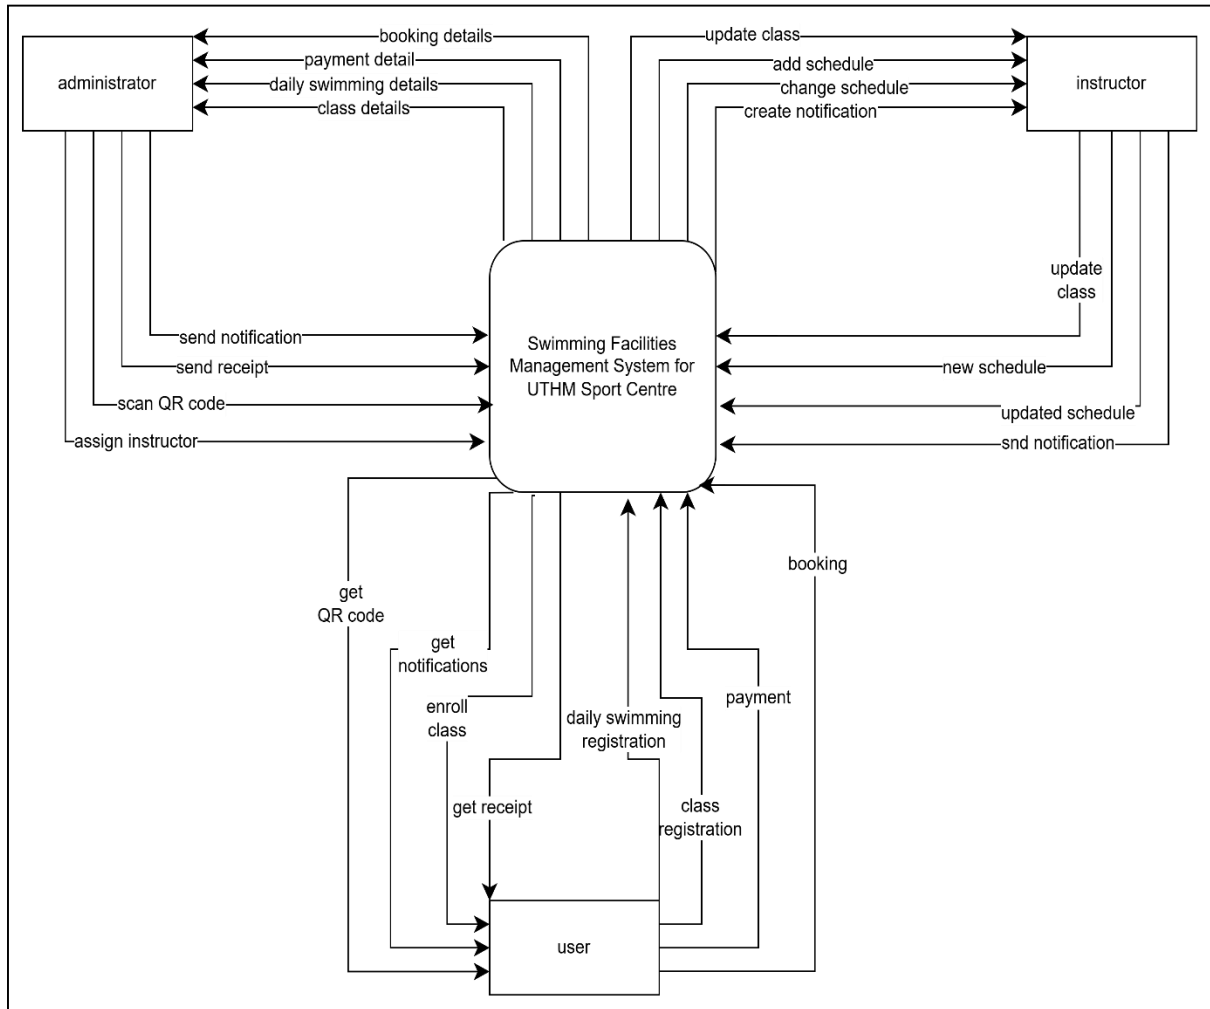 booking details
update class
payment detail
add schedule
administrator
daily swimming details
change schedule
instructor
class details
create notification
update
class
send notification
Swimming Facilities
Management System for
UTHM Sport Centre
send receipt
new schedule
scan QR code
updated schedule
assign instructor
snd notification
booking
get
QR code
get
notifications
payment
enroll
class
daily swimming
registration
get receipt
class
registration
user